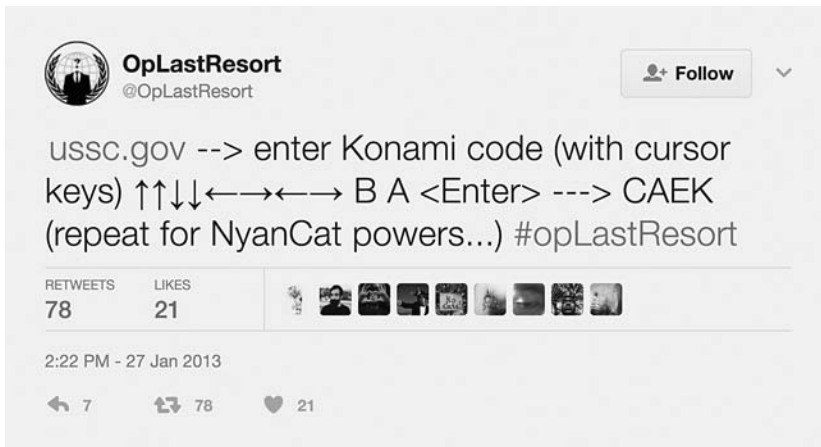 OpLastResort
@OpLastResort
Follow
ussc.gov --> enter Konami code (with cursor
keys) ↑↑↓↓←→←→ B A <Enter> ---> CAEK
(repeat for NyanCat powers...) #opLastResort
RETWEETS LIKES
78 21
2:22 PM - 27 Jan 2013
7 78 21